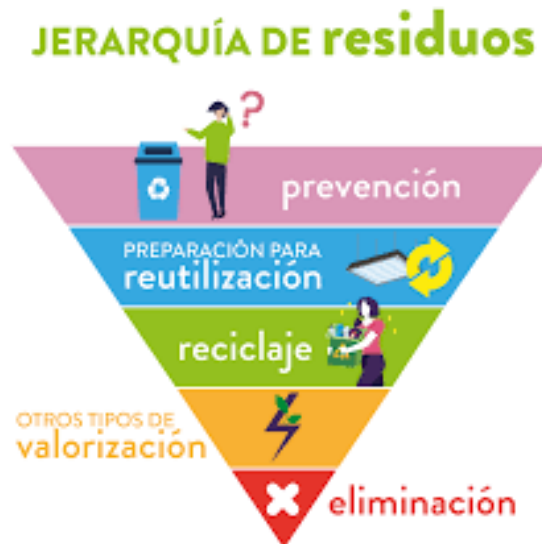 JERARQUÍA DE residuos
?
prevención
PREPARACIÓN PARA
reutilización
reciclaje
OTROS TIPOS DE
valorización
eliminación